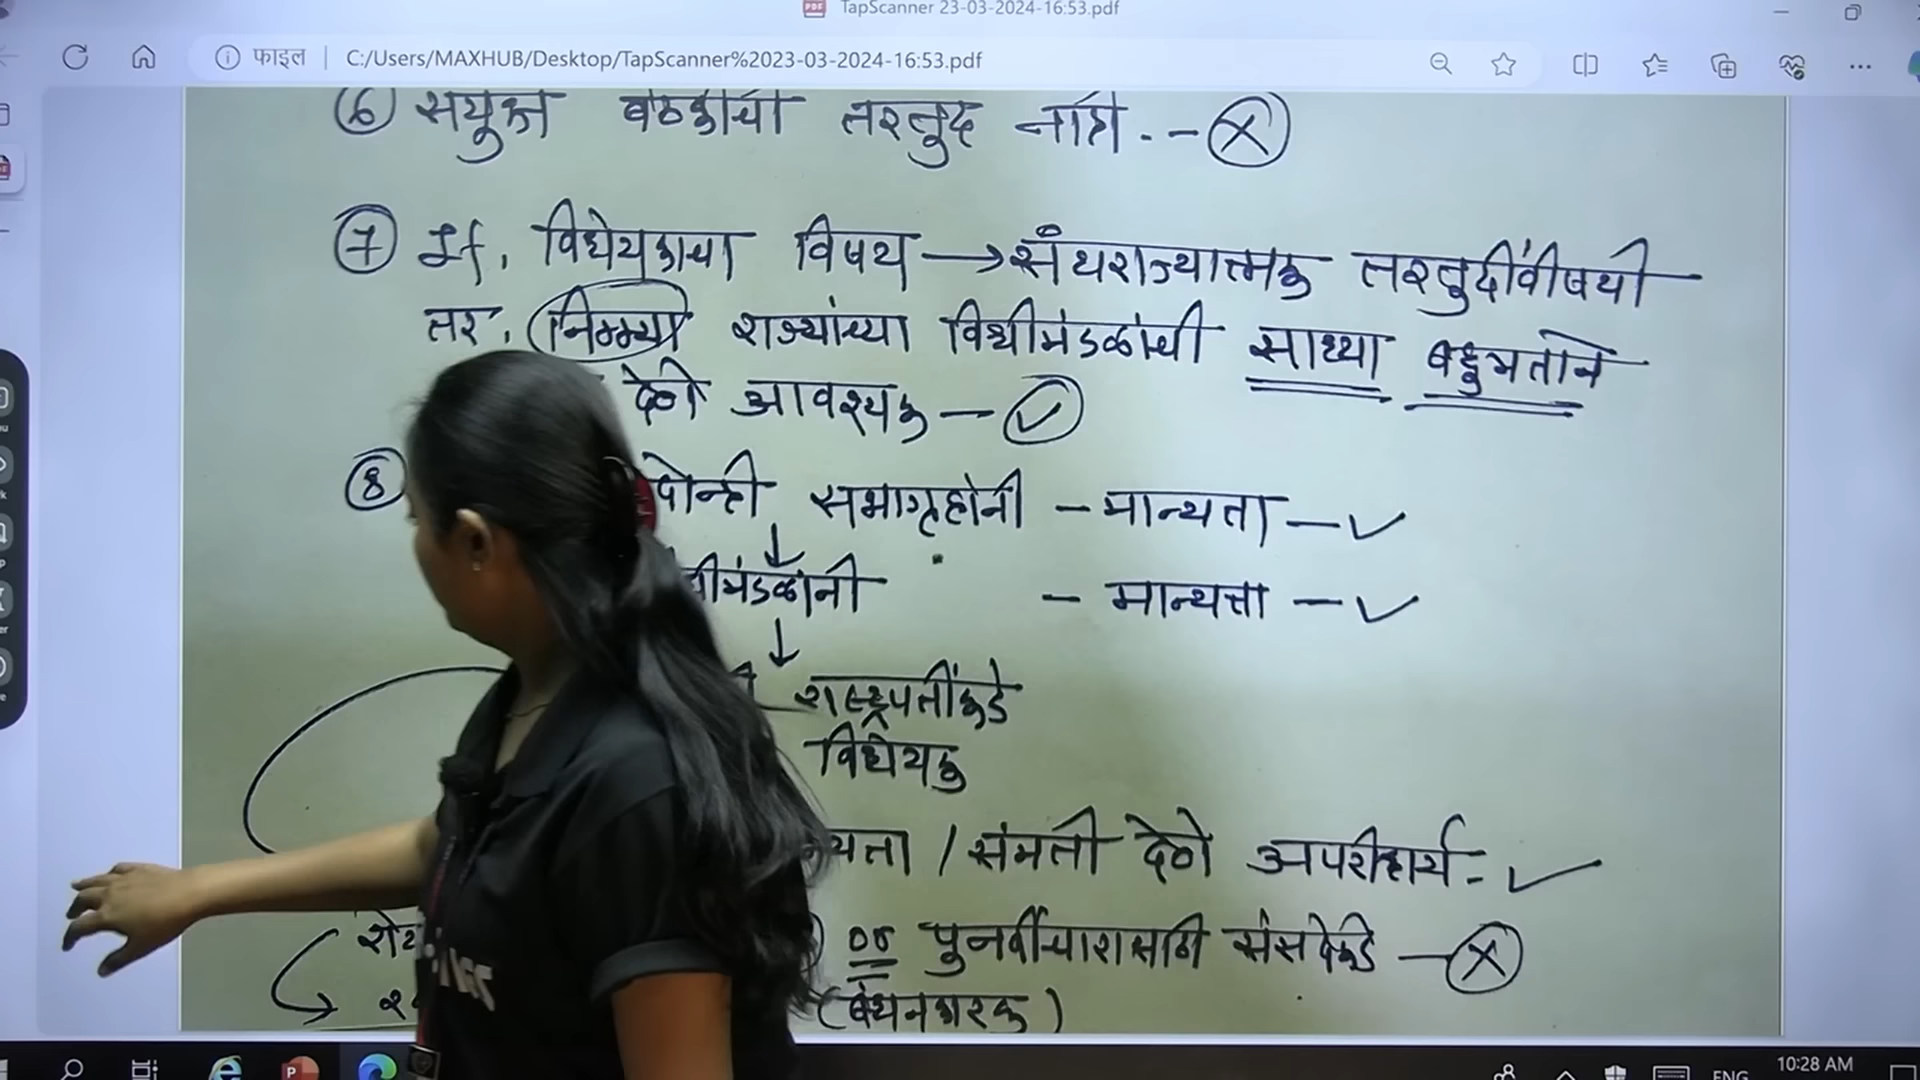 TapScanner 23-03-2024-16:53.pdf
फाइल | C:/Users/MAXHUB/Desktop/TapScanner%2023-03-2024-16:53.pdf
⑥ संयुक्त बैठकीची तरतुद नाही. - ⓧ
⑦ If. विधेयकाचा विषय → संघराज्यात्मक तरतुदींविषयी
तर. निम्म्या राज्यांच्या विधीमंडळांची साध्या बहुमताने
देणे आवश्यक - ✓
⑧ दोन्ही सभागृहांनी - मान्यता - ✓
↓
मंडळांनी - मान्यता - ✓
↓
राष्ट्रपतींकडे
विधेयक
/ संमती देणे अपरीहार्य - ✓
or पुनर्वीचारासाठी संसदेकडे - ⓧ
(बंधनकारक)
ENG
10:28 AM